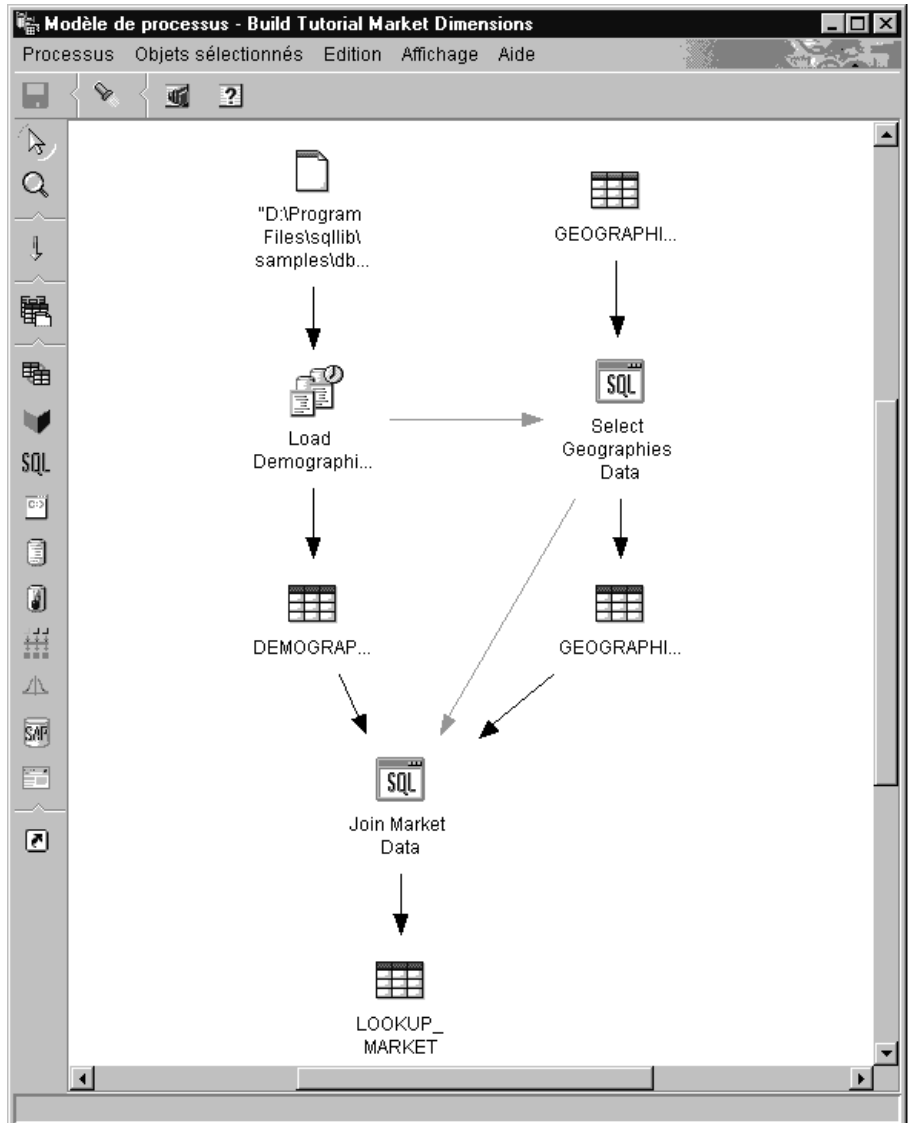 Modèle de processus - Build Tutorial Market Dimensions
Processus Objets sélectionnés Edition Affichage Aide
"D:\Program
Files\sqllib\
samples\db...
GEOGRAPHI...
SQL
Load
Demographi...
Select
Geographies
Data
SQL
C:\>
DEMOGRAP...
GEOGRAPHI...
SAP
SQL
Join Market
Data
LOOKUP_
MARKET